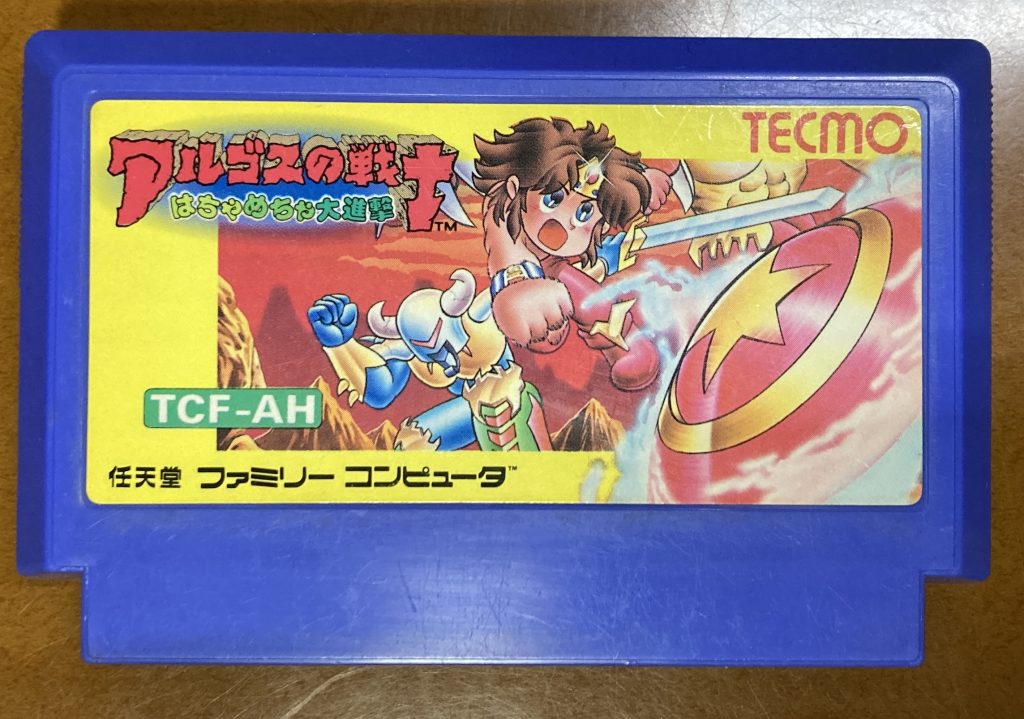 TECMO
アルゴスの戦士
はちゃめちゃ大進撃
TM
TCF-AH
任天堂 ファミリー コンピュータ™